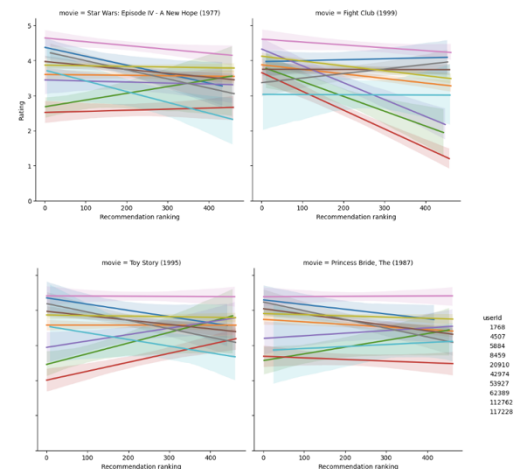 movie = Star Wars: Episode IV - A New Hope (1977)
movie = Fight Club (1999)
5
4
3
2
1
0
Rating
0 100 200 300 400
0 100 200 300 400
Recommendation ranking
Recommendation ranking
movie = Toy Story (1995)
movie = Princess Bride, The (1987)
0 100 200 300 400
0 100 200 300 400
Recommendation ranking
Recommendation ranking
userId
1768
4507
5884
8459
20910
42974
53927
62389
112762
117228